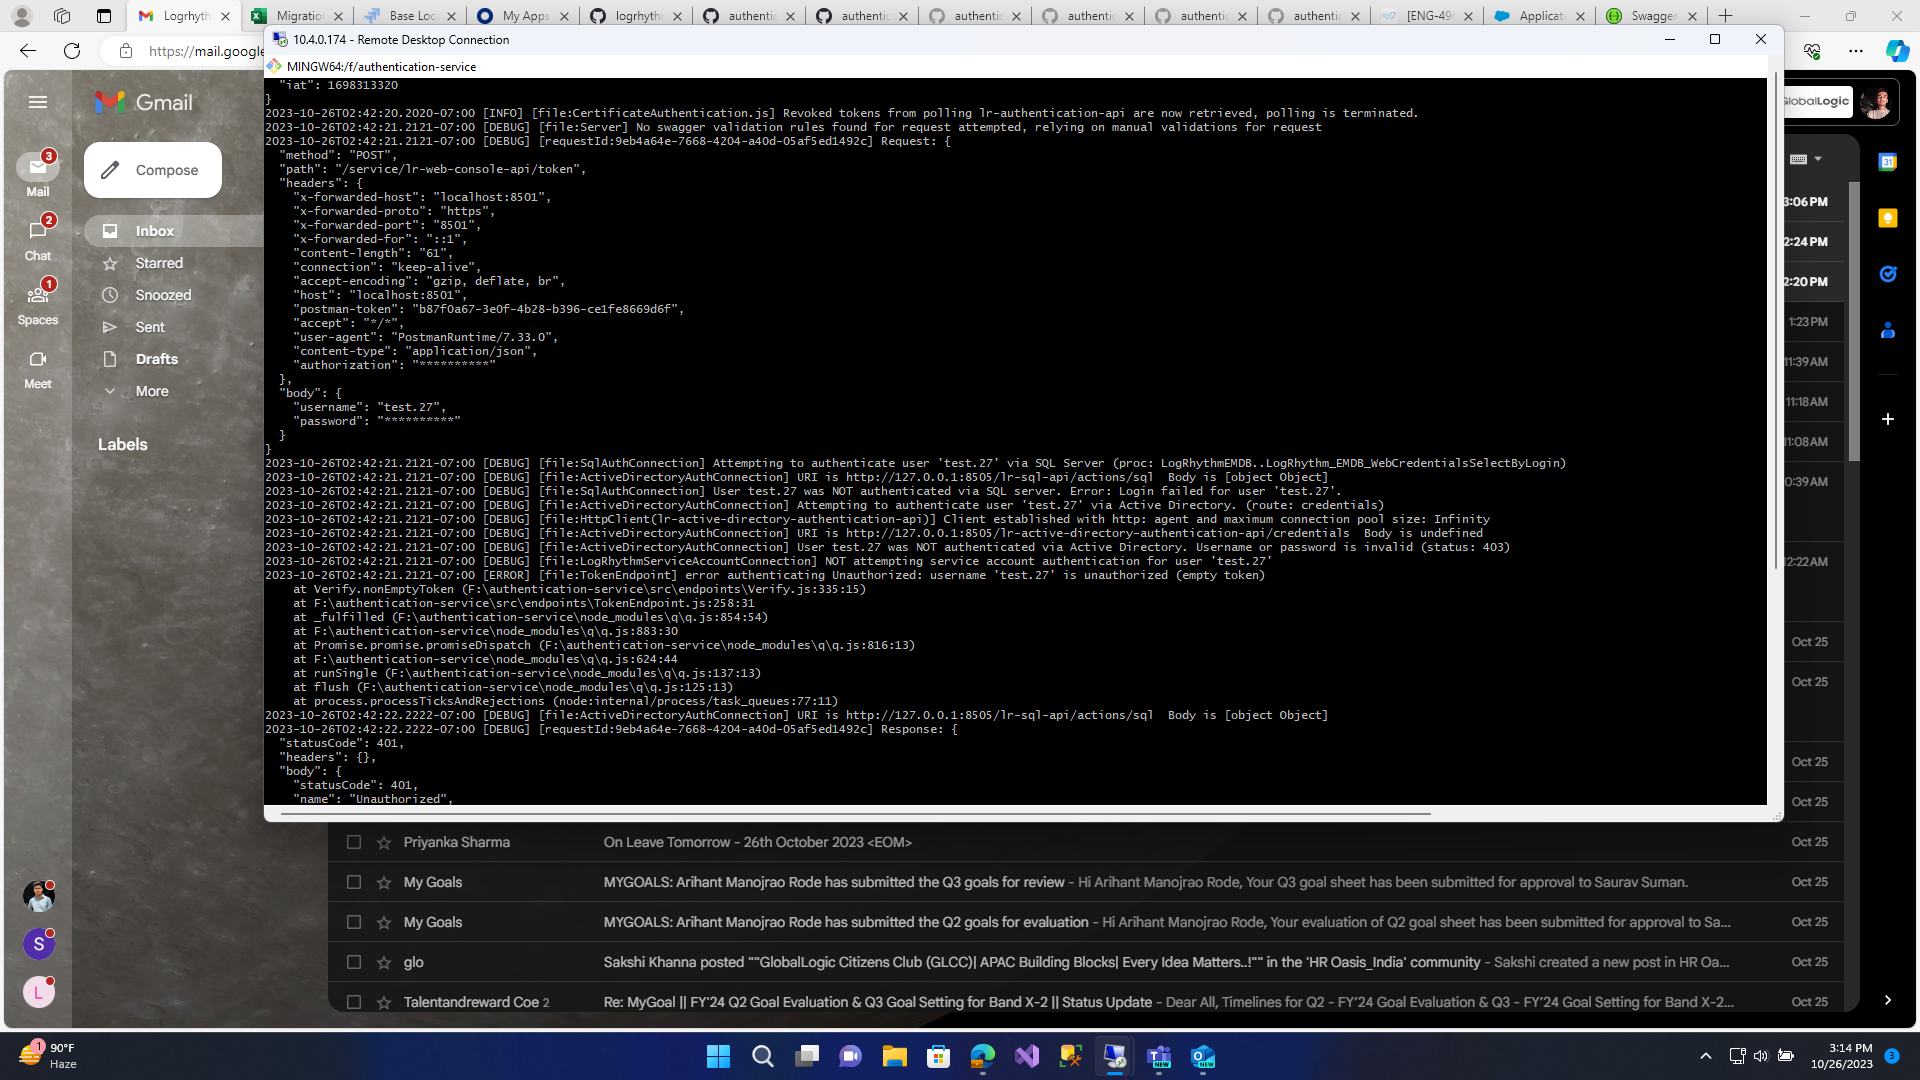 Logrhyth
Migration
Base Loc
My Apps
logrhythm
authentic
authentic
authentic
authentic
authentic
authentic
[ENG-49
Applicati
Swagger
https://mail.google
10.4.0.174 - Remote Desktop Connection
MINGW64:/f/authentication-service
"iat": 1698313320
}
2023-10-26T02:42:20.2020-07:00 [INFO] [file:CertificateAuthentication.js] Revoked tokens from polling lr-authentication-api are now retrieved, polling is terminated.
2023-10-26T02:42:21.2121-07:00 [DEBUG] [file:Server] No swagger validation rules found for request attempted, relying on manual validations for request
2023-10-26T02:42:21.2121-07:00 [DEBUG] [requestId:9eb4a64e-7668-4204-a40d-05af5ed1492c] Request: {
"method": "POST",
"path": "/service/lr-web-console-api/token",
"headers": {
"x-forwarded-host": "localhost:8501",
"x-forwarded-proto": "https",
"x-forwarded-port": "8501",
"x-forwarded-for": "::1",
"content-length": "61",
"connection": "keep-alive",
"accept-encoding": "gzip, deflate, br",
"host": "localhost:8501",
"postman-token": "b87f0a67-3e0f-4b28-b396-ce1fe8669d6f",
"accept": "*/*",
"user-agent": "PostmanRuntime/7.33.0",
"content-type": "application/json",
"authorization": "**********"
},
"body": {
"username": "test.27",
"password": "**********"
}
}
2023-10-26T02:42:21.2121-07:00 [DEBUG] [file:SqlAuthConnection] Attempting to authenticate user 'test.27' via SQL Server (proc: LogRhythmEMDB..LogRhythm_EMDB_WebCredentialsSelectByLogin)
2023-10-26T02:42:21.2121-07:00 [DEBUG] [file:ActiveDirectoryAuthConnection] URI is http://127.0.0.1:8505/lr-sql-api/actions/sql  Body is [object Object]
2023-10-26T02:42:21.2121-07:00 [DEBUG] [file:SqlAuthConnection] User test.27 was NOT authenticated via SQL server. Error: Login failed for user 'test.27'.
2023-10-26T02:42:21.2121-07:00 [DEBUG] [file:ActiveDirectoryAuthConnection] Attempting to authenticate user 'test.27' via Active Directory. (route: credentials)
2023-10-26T02:42:21.2121-07:00 [DEBUG] [file:HttpClient(lr-active-directory-authentication-api)] Client established with http: agent and maximum connection pool size: Infinity
2023-10-26T02:42:21.2121-07:00 [DEBUG] [file:ActiveDirectoryAuthConnection] URI is http://127.0.0.1:8505/lr-active-directory-authentication-api/credentials  Body is undefined
2023-10-26T02:42:21.2121-07:00 [DEBUG] [file:ActiveDirectoryAuthConnection] User test.27 was NOT authenticated via Active Directory. Username or password is invalid (status: 403)
2023-10-26T02:42:21.2121-07:00 [DEBUG] [file:LogRhythmServiceAccountConnection] NOT attempting service account authentication for user 'test.27'
2023-10-26T02:42:21.2121-07:00 [ERROR] [file:TokenEndpoint] error authenticating Unauthorized: username 'test.27' is unauthorized (empty token)
at Verify.nonEmptyToken (F:\authentication-service\src\endpoints\Verify.js:335:15)
at F:\authentication-service\src\endpoints\TokenEndpoint.js:258:31
at _fulfilled (F:\authentication-service\node_modules\q\q.js:854:54)
at F:\authentication-service\node_modules\q\q.js:883:30
at Promise.promise.promiseDispatch (F:\authentication-service\node_modules\q\q.js:816:13)
at F:\authentication-service\node_modules\q\q.js:624:44
at runSingle (F:\authentication-service\node_modules\q\q.js:137:13)
at flush (F:\authentication-service\node_modules\q\q.js:125:13)
at process.processTicksAndRejections (node:internal/process/task_queues:77:11)
2023-10-26T02:42:22.2222-07:00 [DEBUG] [file:ActiveDirectoryAuthConnection] URI is http://127.0.0.1:8505/lr-sql-api/actions/sql  Body is [object Object]
2023-10-26T02:42:22.2222-07:00 [DEBUG] [requestId:9eb4a64e-7668-4204-a40d-05af5ed1492c] Response: {
"statusCode": 401,
"headers": {},
"body": {
"statusCode": 401,
"name": "Unauthorized",
Gmail
Compose
3
Mail
2
Chat
1
Spaces
Meet
Inbox
Starred
Snoozed
Sent
Drafts
More
Labels
S
L
GlobalLogic
31
3:06 PM
2:24 PM
2:20 PM
1:23 PM
11:39 AM
11:18 AM
11:08 AM
0:39 AM
2:22 AM
Oct 25
Oct 25
Oct 25
Oct 25
Priyanka Sharma On Leave Tomorrow - 26th October 2023 <EOM> Oct 25
My Goals MYGOALS: Arihant Manojrao Rode has submitted the Q3 goals for review - Hi Arihant Manojrao Rode, Your Q3 goal sheet has been submitted for approval to Saurav Suman. Oct 25
My Goals MYGOALS: Arihant Manojrao Rode has submitted the Q2 goals for evaluation - Hi Arihant Manojrao Rode, Your evaluation of Q2 goal sheet has been submitted for approval to Sa... Oct 25
glo Sakshi Khanna posted ""GlobalLogic Citizens Club (GLCC)| APAC Building Blocks| Every Idea Matters..!"" in the 'HR Oasis_India' community - Sakshi created a new post in HR Oa... Oct 25
Talentandreward Coe 2 Re: MyGoal || FY'24 Q2 Goal Evaluation & Q3 Goal Setting for Band X-2 || Status Update - Dear All, Timelines for Q2 - FY'24 Goal Evaluation & Q3 - FY'24 Goal Setting for Band X-2... Oct 25
1
90°F
Haze
NEW
NEW
3:14 PM
10/26/2023
3